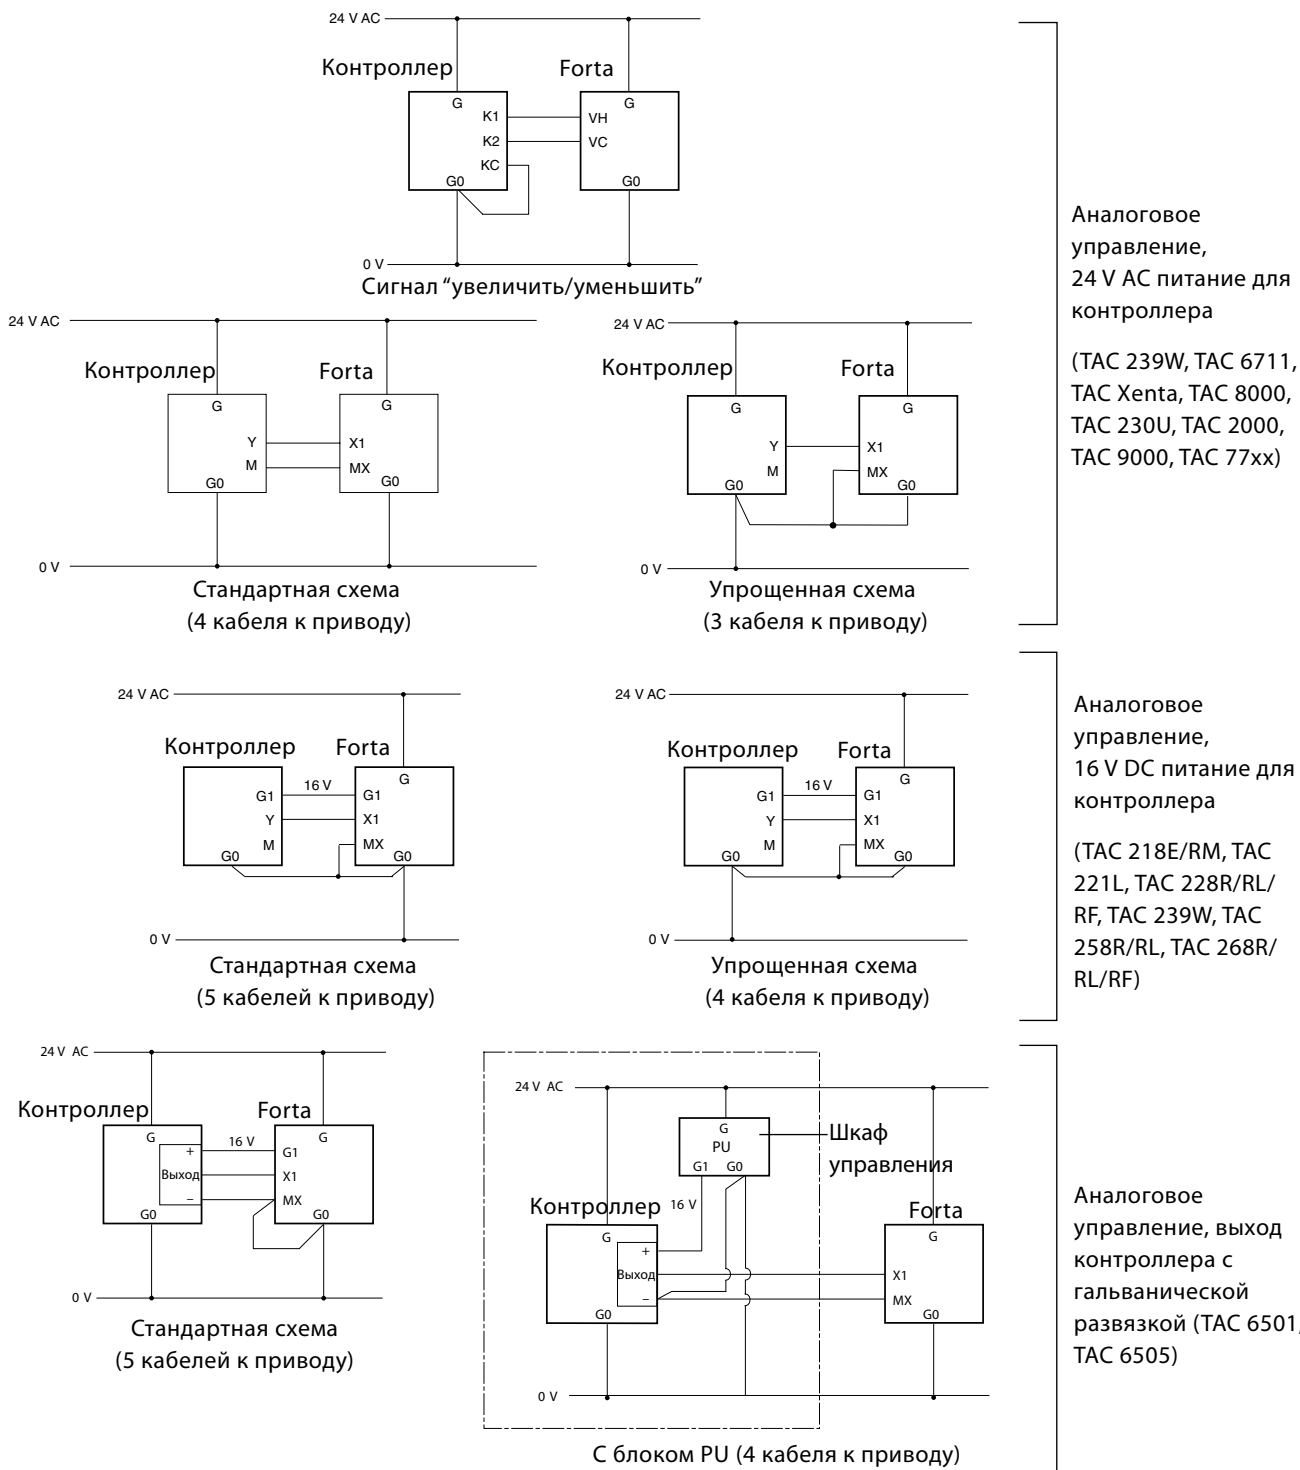 24 V AC
Контроллер
Forta
G
G
K1
VH
K2
VC
KC
G0
G0
0 V
Сигнал “увеличить/уменьшить”
24 V AC
Контроллер
Forta
G
G
Y
X1
M
MX
G0
G0
0 V
Стандартная схема
(4 кабеля к приводу)
24 V AC
Контроллер
Forta
G
G
Y
X1
M
MX
G0
G0
0 V
Упрощенная схема
(3 кабеля к приводу)
Аналоговое
управление,
24 V AC питание для
контроллера
(TAC 239W, TAC 6711,
TAC Xenta, TAC 8000,
TAC 230U, TAC 2000,
TAC 9000, TAC 77xx)
24 V AC
Контроллер
Forta
G
G1
16 V
G1
Y
X1
M
MX
G0
G0
0 V
Стандартная схема
(5 кабелей к приводу)
24 V AC
Контроллер
Forta
G
G1
16 V
G1
Y
X1
M
MX
G0
G0
0 V
Упрощенная схема
(4 кабеля к приводу)
Аналоговое
управление,
16 V DC питание для
контроллера
(TAC 218E/RM, TAC
221L, TAC 228R/RL/
RF, TAC 239W, TAC
258R/RL, TAC 268R/
RL/RF)
24 V AC
Контроллер
Forta
G
G
+
16 V
G1
Выход
X1
–
MX
G0
G0
0 V
Стандартная схема
(5 кабелей к приводу)
24 V AC
G
PU
G1 G0
Шкаф
управления
Контроллер
16 V
Forta
G
G
+
Выход
X1
–
MX
G0
G0
0 V
С блоком PU (4 кабеля к приводу)
Аналоговое
управление, выход
контроллера с
гальванической
развязкой (TAC 6501,
TAC 6505)